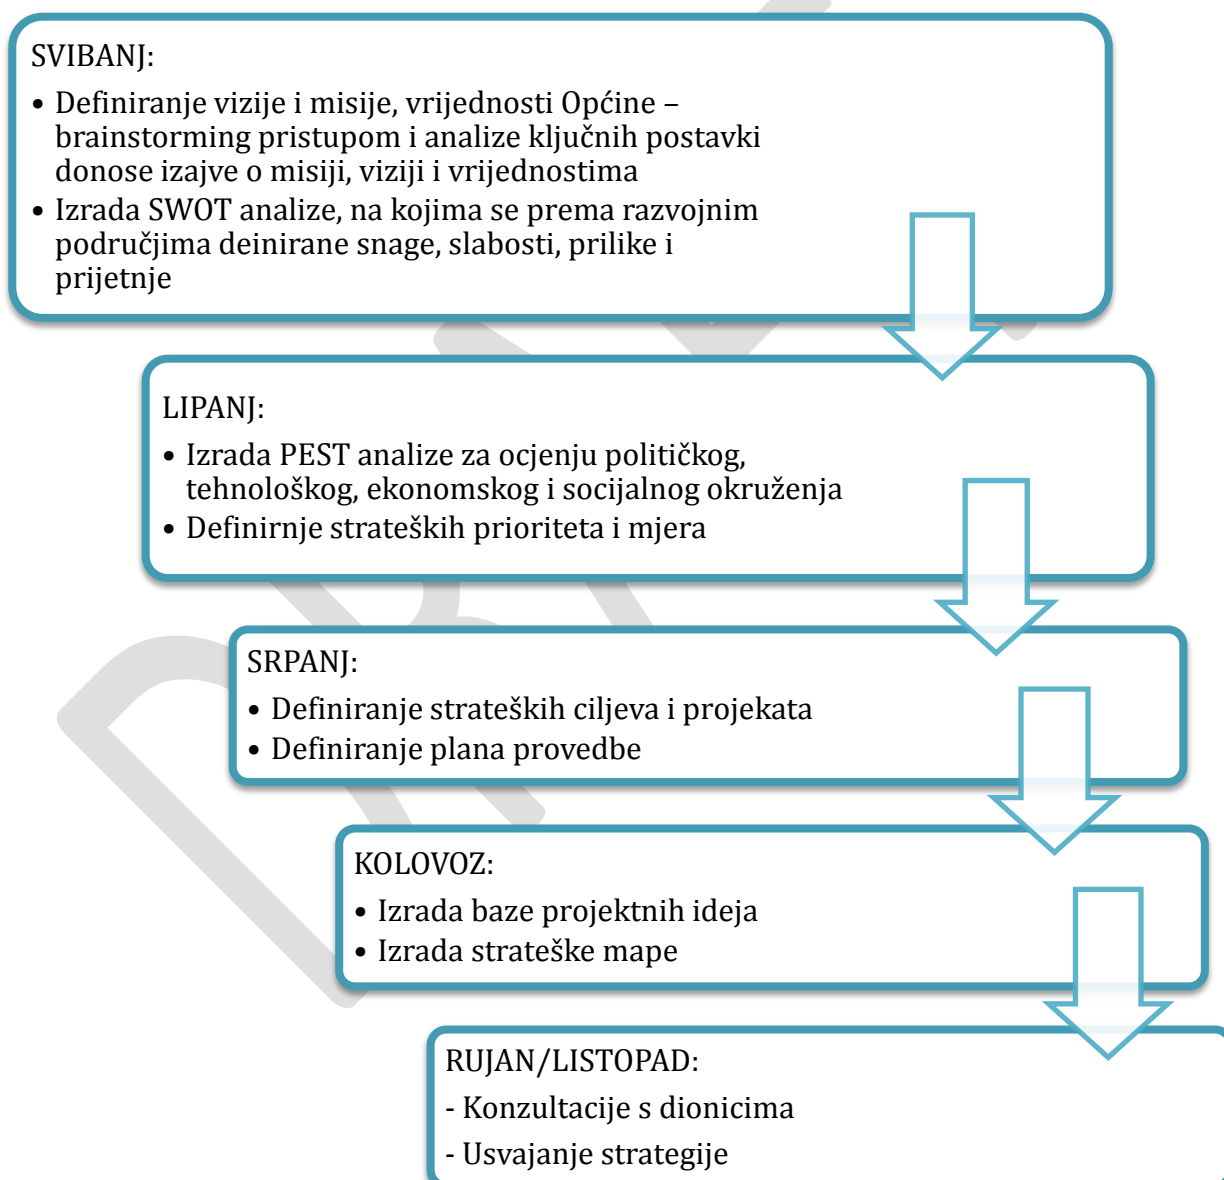 SVIBANJ:
• Definiranje vizije i misije, vrijednosti Općine –
brainstorming pristupom i analize ključnih postavki
donose izajve o misiji, viziji i vrijednostima
• Izrada SWOT analize, na kojima se prema razvojnim
područjima deinirane snage, slabosti, prilike i
prijetnje
LIPANJ:
• Izrada PEST analize za ocjenju političkog,
tehnološkog, ekonomskog i socijalnog okruženja
• Definirnje strateških prioriteta i mjera
SRPANJ:
• Definiranje strateških ciljeva i projekata
• Definiranje plana provedbe
KOLOVOZ:
• Izrada baze projektnih ideja
• Izrada strateške mape
RUJAN/LISTOPAD:
- Konzultacije s dionicima
- Usvajanje strategije